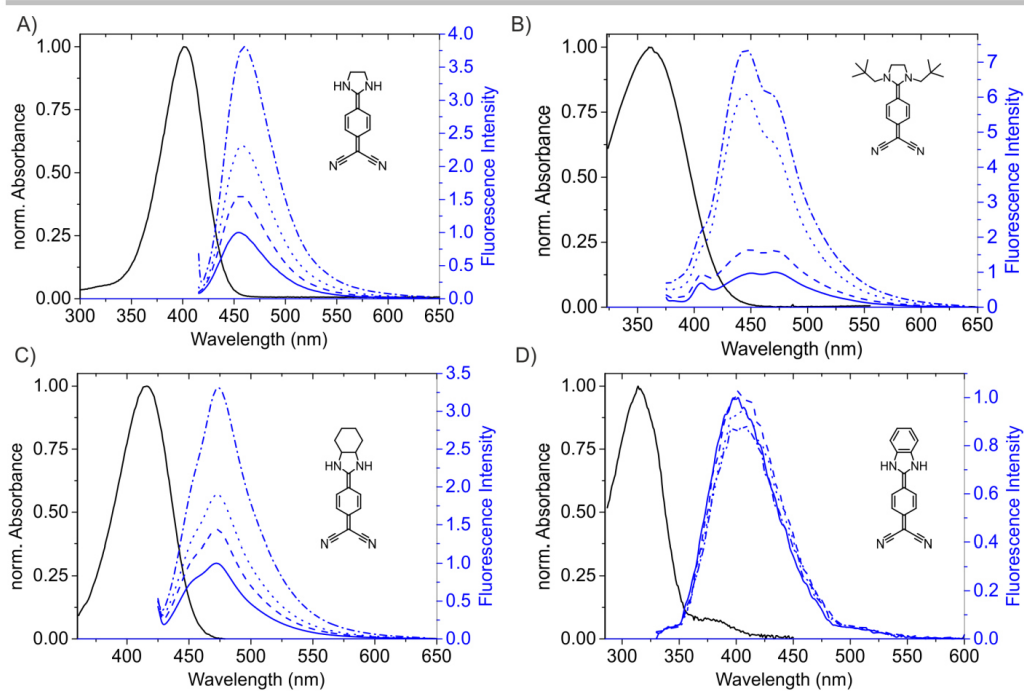 A)
norm. Absorbance
1.00
0.75
0.50
0.25
0.00
300 350 400 450 500 550 600 650
Wavelength (nm)
4.0
3.5
3.0
2.5
2.0
1.5
1.0
0.5
0.0
Fluorescence Intensity
HN NH
N N
B)
norm. Absorbance
1.00
0.75
0.50
0.25
0.00
350 400 450 500 550 600 650
Wavelength (nm)
7
6
5
4
3
2
1
0
Fluorescence Intensity
N N
N N
C)
norm. Absorbance
1.00
0.75
0.50
0.25
0.00
400 450 500 550 600 650
Wavelength (nm)
3.5
3.0
2.5
2.0
1.5
1.0
0.5
0.0
Fluorescence Intensity
HN NH
N N
D)
norm. Absorbance
1.00
0.75
0.50
0.25
0.00
300 350 400 450 500 550 600
Wavelength (nm)
1.0
0.8
0.6
0.4
0.2
0.0
Fluorescence Intensity
HN NH
N N